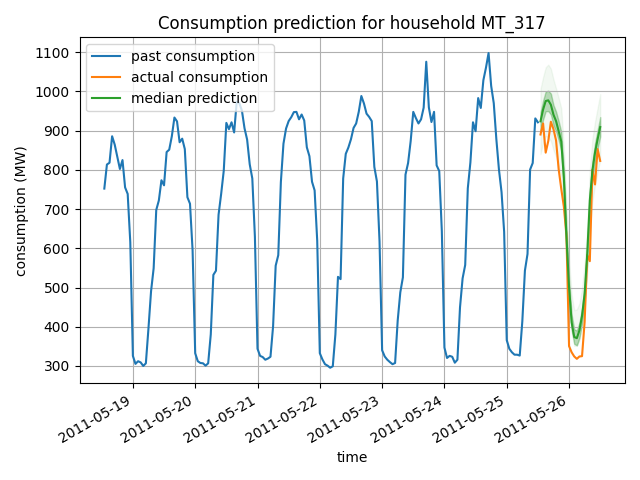 Consumption prediction for household MT_317
past consumption
actual consumption
median prediction
consumption (MW)
1100
1000
900
800
700
600
500
400
300
2011-05-19
2011-05-20
2011-05-21
2011-05-22
2011-05-23
2011-05-24
2011-05-25
2011-05-26
time